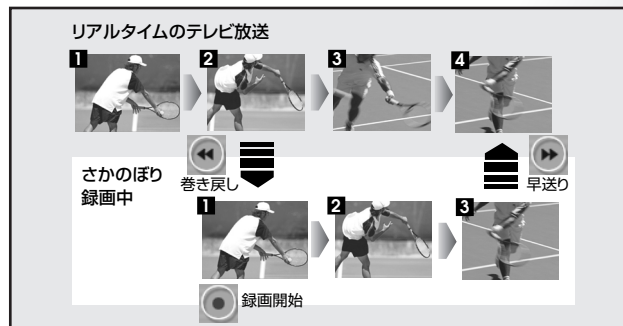 リアルタイムのテレビ放送
1 2 3 4
さかのぼり
録画中
巻き戻し
早送り
1 2 3
録画開始